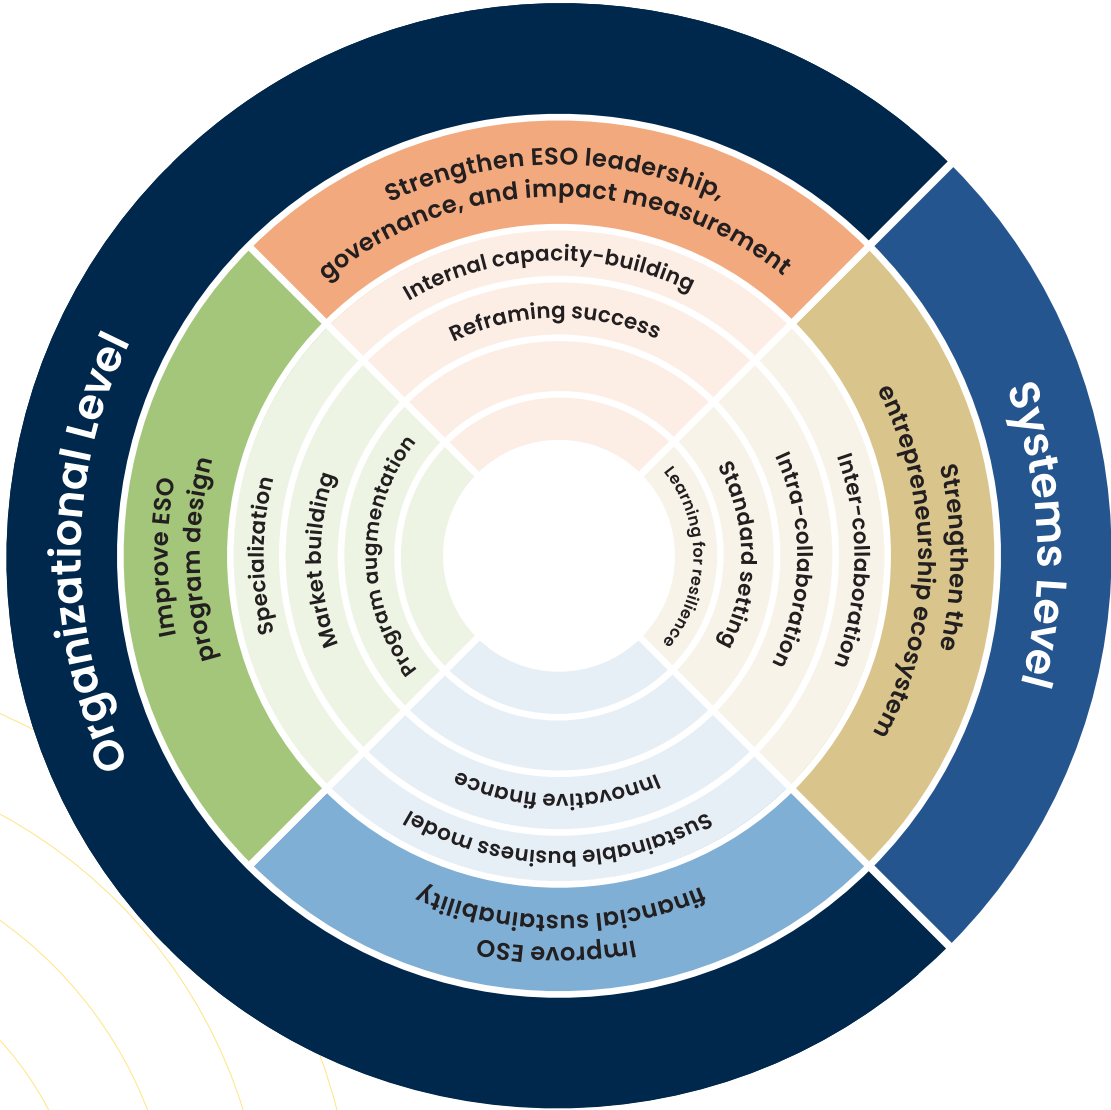 Organizational Level
Systems Level
Strengthen ESO leadership,
governance, and impact measurement
Internal capacity-building
Reframing success
Strengthen the
entrepreneurship ecosystem
Inter-collaboration
Intra-collaboration
Standard setting
Learning for resilience
Improve ESO
financial sustainability
Sustainable business model
Innovative finance
Improve ESO
program design
specialization
Market building
program augmentation